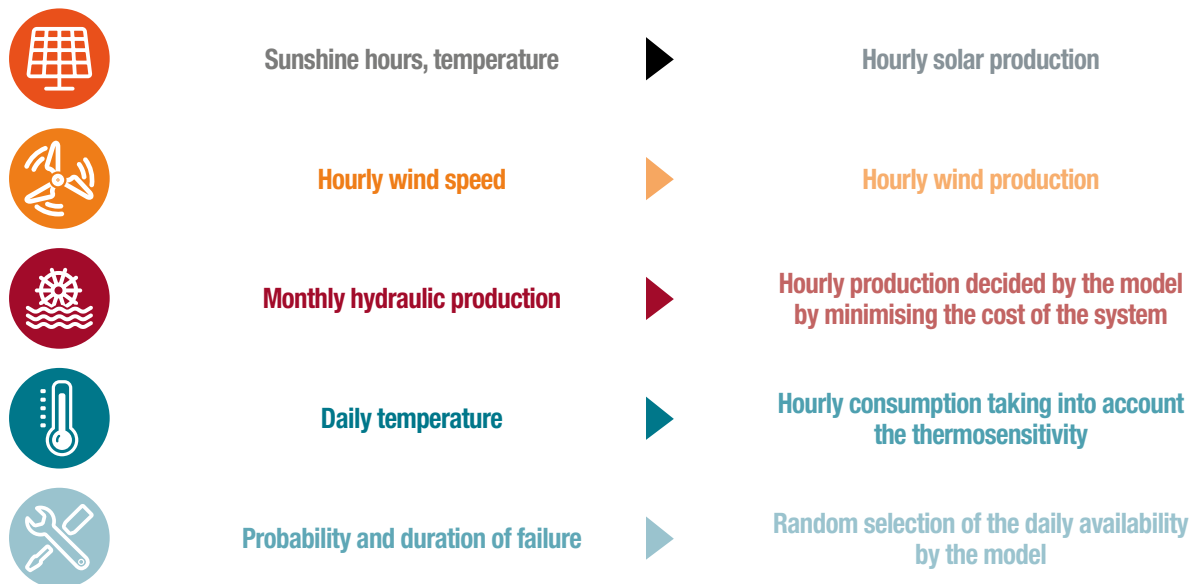 Sunshine hours, temperature
Hourly solar production
Hourly wind speed
Hourly wind production
Monthly hydraulic production
Hourly production decided by the model
by minimising the cost of the system
Daily temperature
Hourly consumption taking into account
the thermosensitivity
Probability and duration of failure
Random selection of the daily availability
by the model